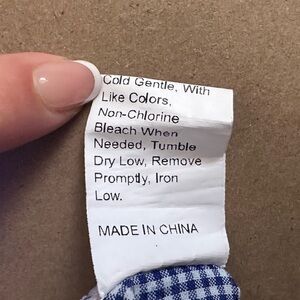 Cold Gentle, With
Like Colors,
Non-Chlorine
Bleach When
Needed, Tumble
Dry Low, Remove
Promptly, Iron
Low.
MADE IN CHINA